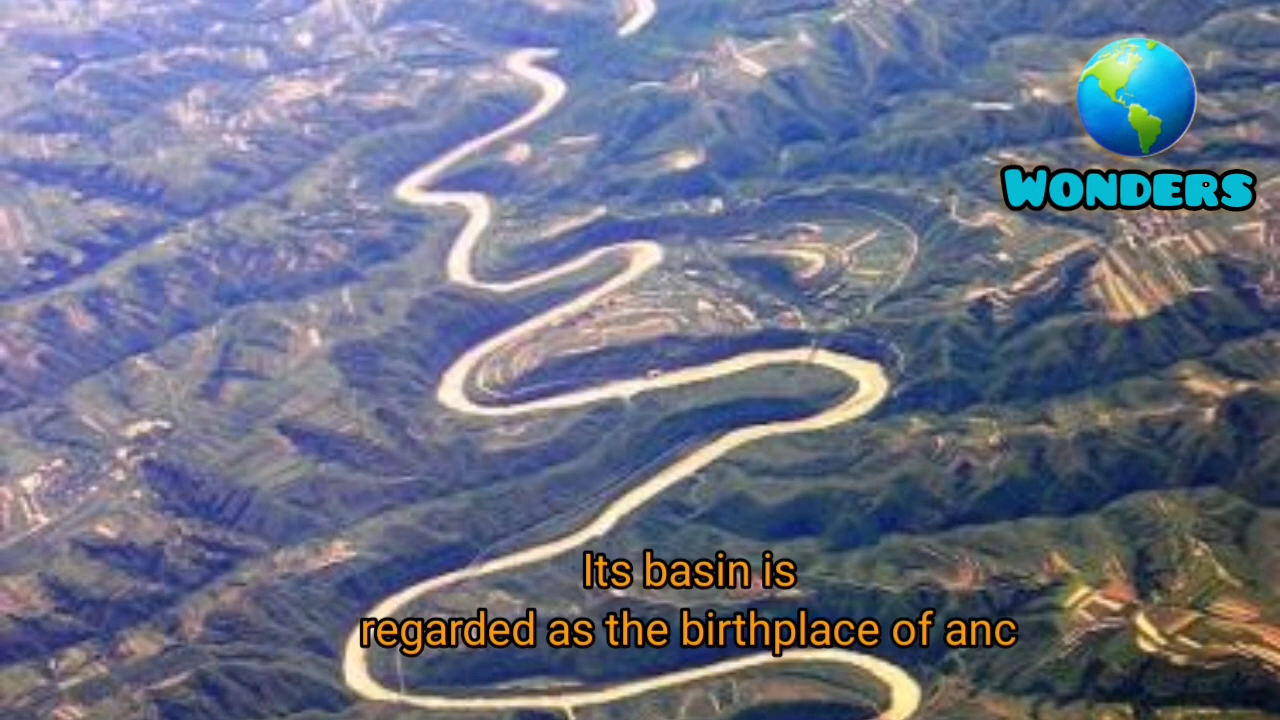 WONDERS
Its basin is
regarded as the birthplace of anc